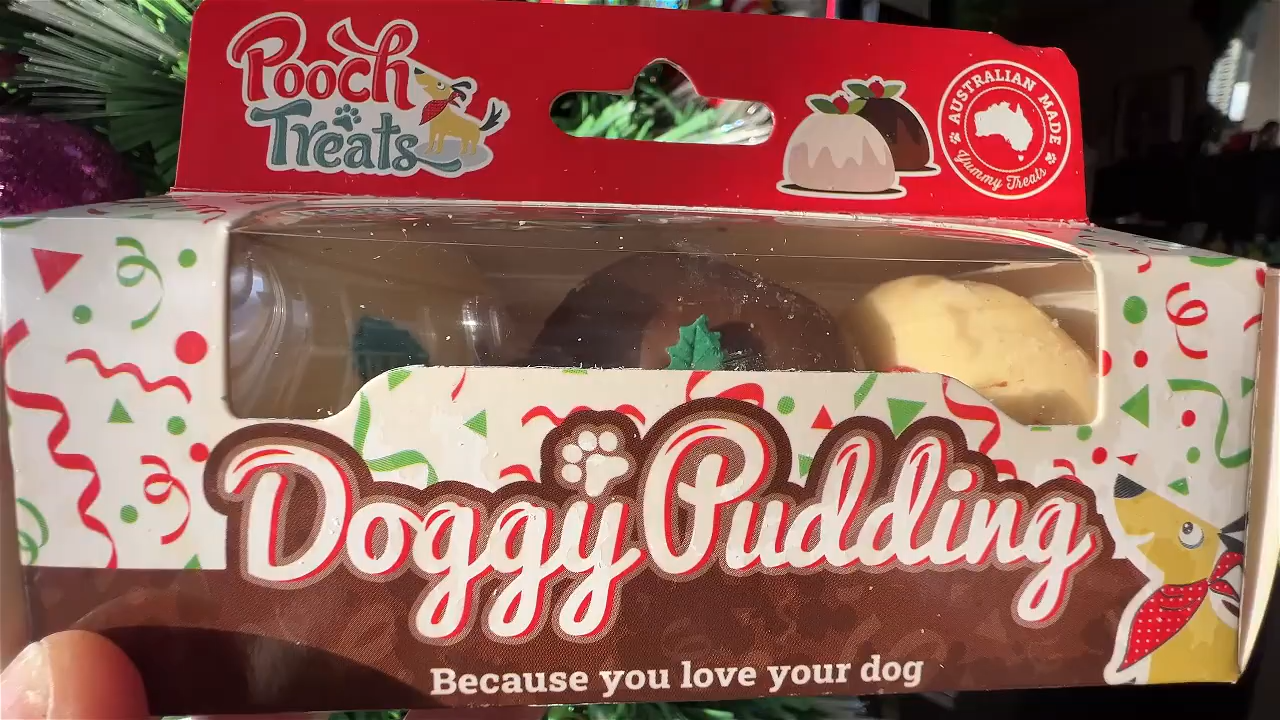 Pooch
Treats
AUSTRALIAN MADE
Yummy Treats
Doggy Pudding
Because you love your dog